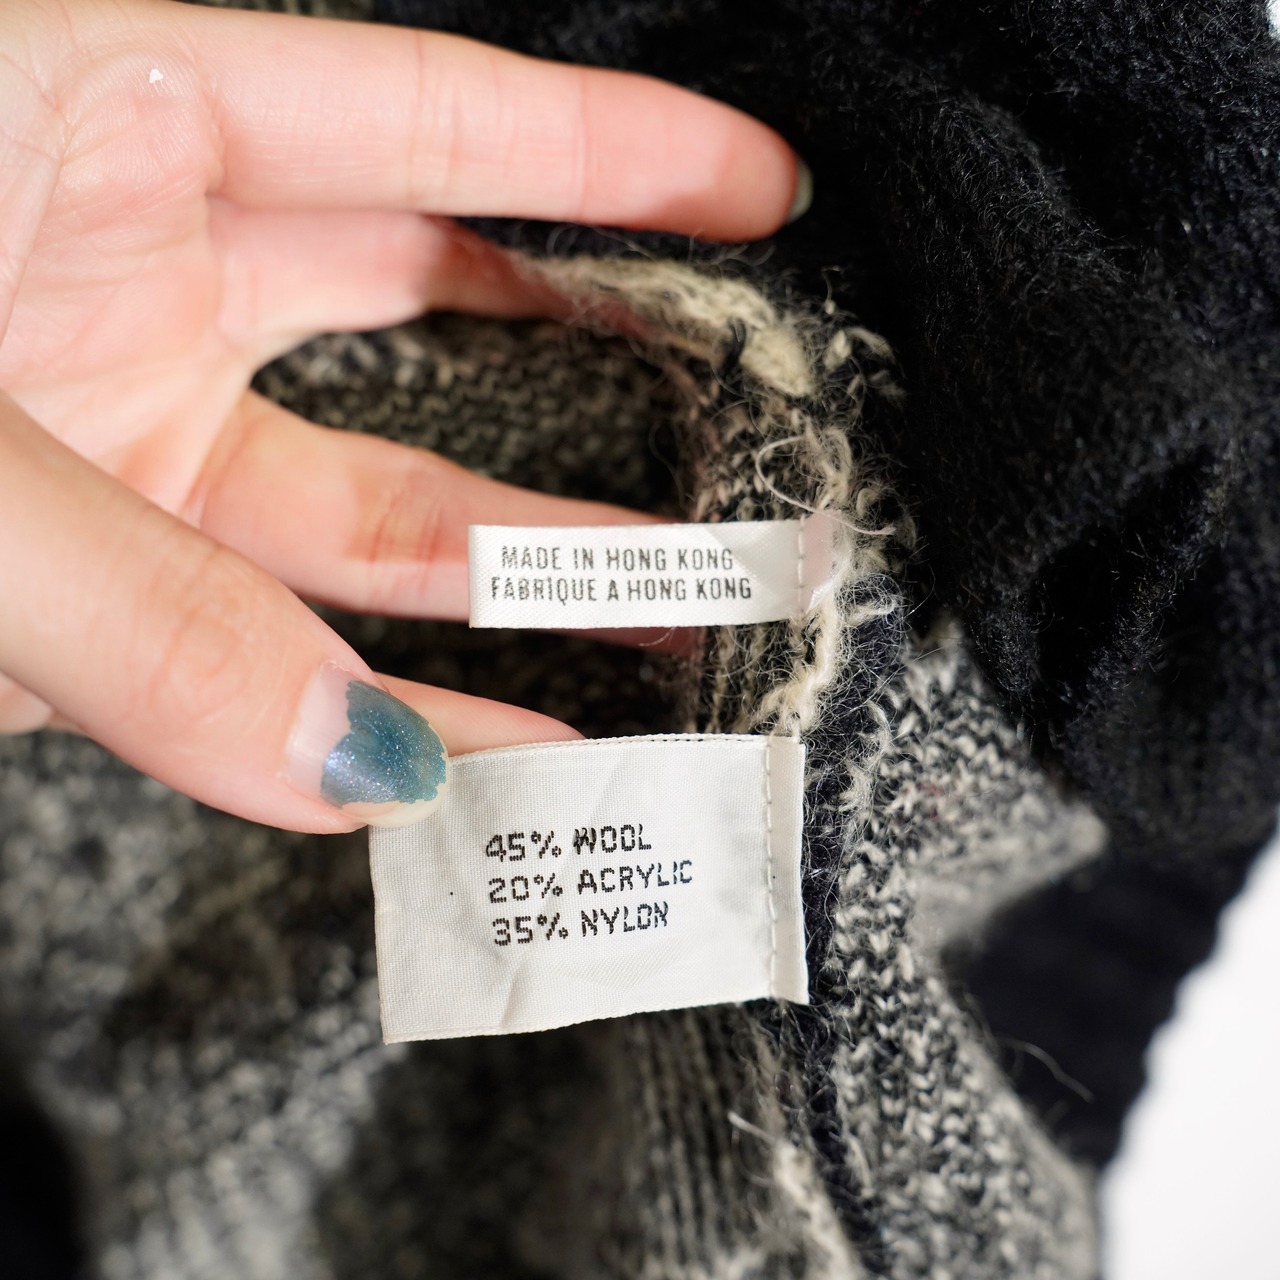 MADE IN HONG KONG
FABRIQUE A HONG KONG
45% WOOL
20% ACRYLIC
35% NYLON